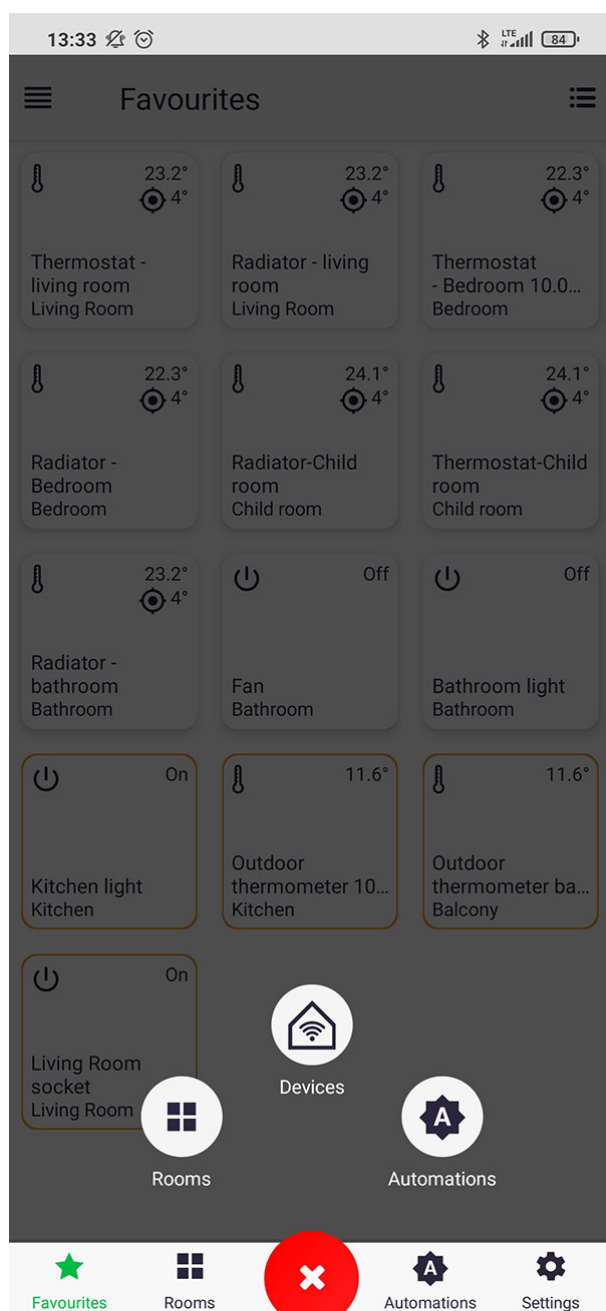 13:33
LTE
84
Favourites
23.2°
4°
Thermostat -
living room
Living Room
23.2°
4°
Radiator - living
room
Living Room
22.3°
4°
Thermostat
- Bedroom 10.0...
Bedroom
22.3°
4°
Radiator -
Bedroom
Bedroom
24.1°
4°
Radiator-Child
room
Child room
24.1°
4°
Thermostat-Child
room
Child room
23.2°
4°
Radiator -
bathroom
Bathroom
Off
Fan
Bathroom
Off
Bathroom light
Bathroom
On
Kitchen light
Kitchen
11.6°
Outdoor
thermometer 10...
Kitchen
11.6°
Outdoor
thermometer ba...
Balcony
On
Living Room
socket
Living Room
Devices
Rooms
A
Automations
Favourites
Rooms
A
Automations
Settings